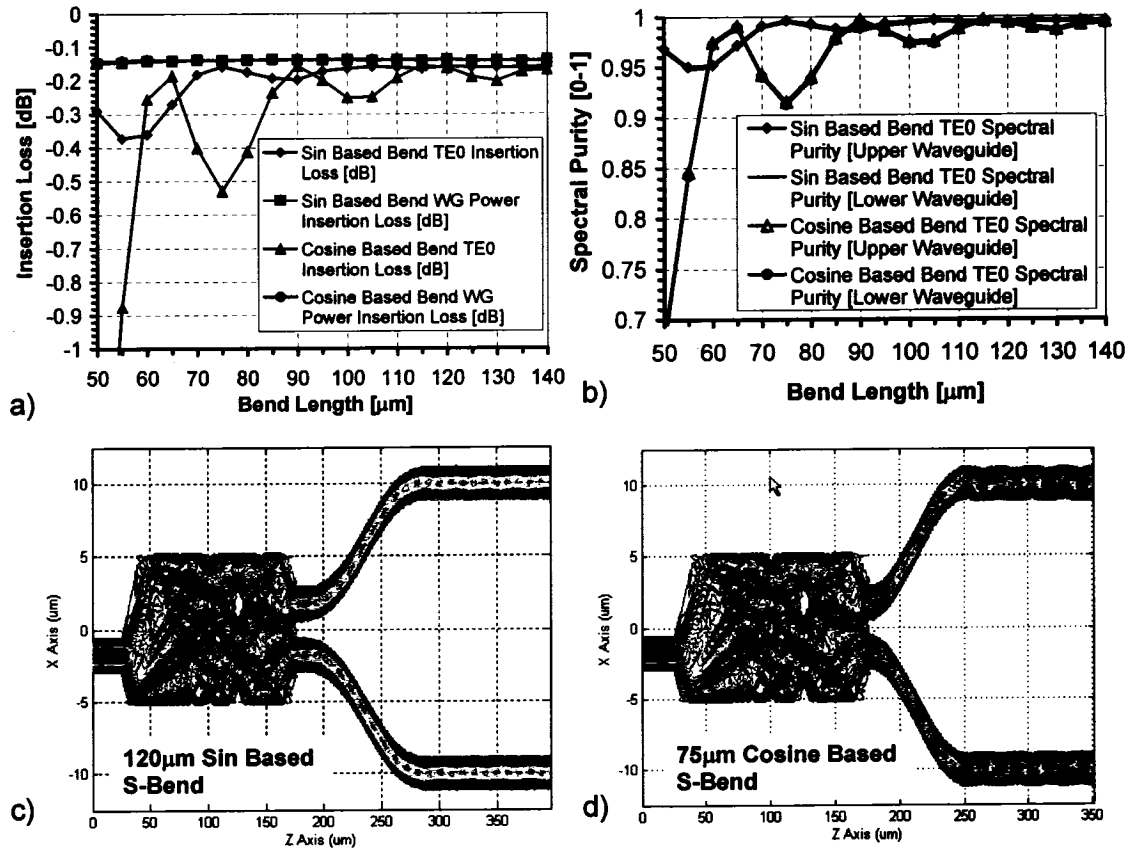 0
-0.1
-0.2
-0.3
-0.4
-0.5
-0.6
-0.7
-0.8
-0.9
-1
Insertion Loss [dB]
Sin Based Bend TE0 Insertion
Loss [dB]
Sin Based Bend WG Power
Insertion Loss [dB]
Cosine Based Bend TE0
Insertion Loss [dB]
Cosine Based Bend WG
Power Insertion Loss [dB]
50 60 70 80 90 100 110 120 130 140
Bend Length [µm]
a)
1
0.95
0.9
0.85
0.8
0.75
0.7
Spectral Purity [0-1]
Sin Based Bend TE0 Spectral
Purity [Upper Waveguide]
Sin Based Bend TE0 Spectral
Purity [Lower Waveguide]
Cosine Based Bend TE0 Spectral
Purity [Upper Waveguide]
Cosine Based Bend TE0 Spectral
Purity [Lower Waveguide]
50 60 70 80 90 100 110 120 130 140
Bend Length [µm]
b)
10
5
0
-5
-10
X Axis (um)
120µm Sin Based
S-Bend
0 50 100 150 200 250 300 350
Z Axis (um)
c)
10
5
0
-5
-10
X Axis (um)
75µm Cosine Based
S-Bend
0 50 100 150 200 250 300 350
Z Axis (um)
d)